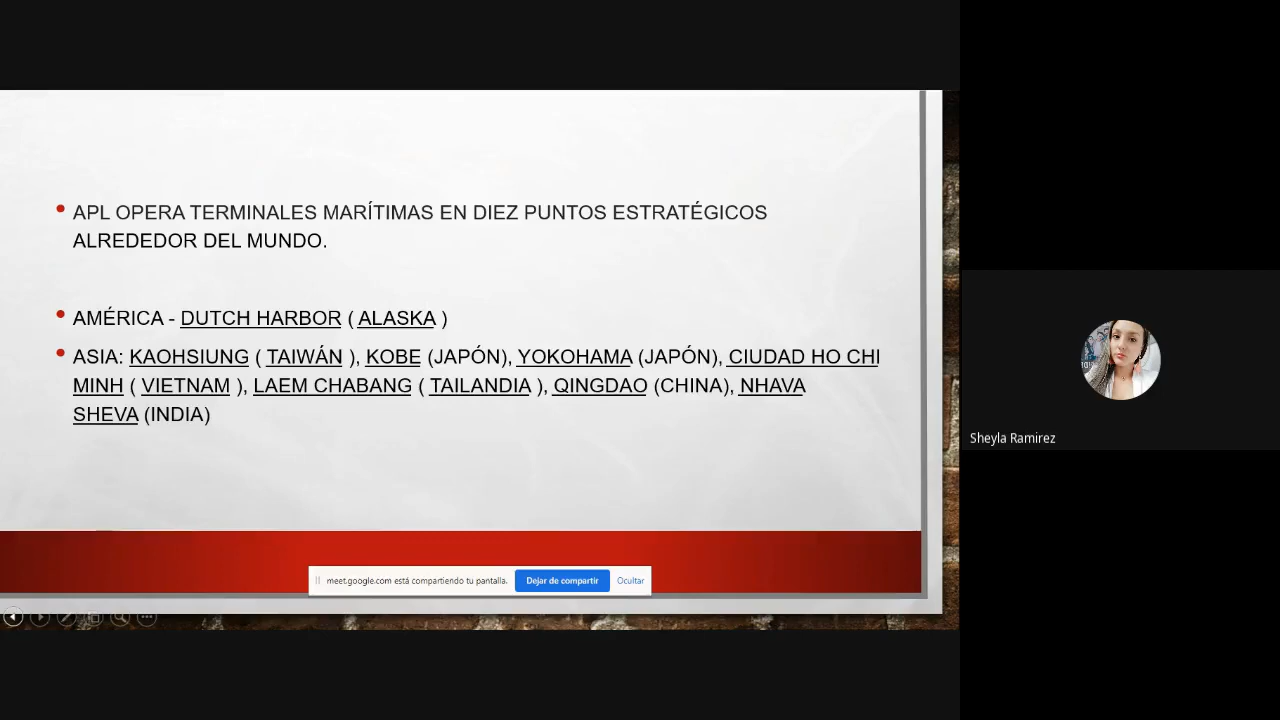 APL OPERA TERMINALES MARÍTIMAS EN DIEZ PUNTOS ESTRATÉGICOS
ALREDEDOR DEL MUNDO.
AMÉRICA - DUTCH HARBOR ( ALASKA )
ASIA: KAOHSIUNG ( TAIWÁN ), KOBE (JAPÓN), YOKOHAMA (JAPÓN), CIUDAD HO CHI
MINH ( VIETNAM ), LAEM CHABANG ( TAILANDIA ), QINGDAO (CHINA), NHAVA
SHEVA (INDIA)
meet.google.com está compartiendo tu pantalla. Dejar de compartir Ocultar
Sheyla Ramirez